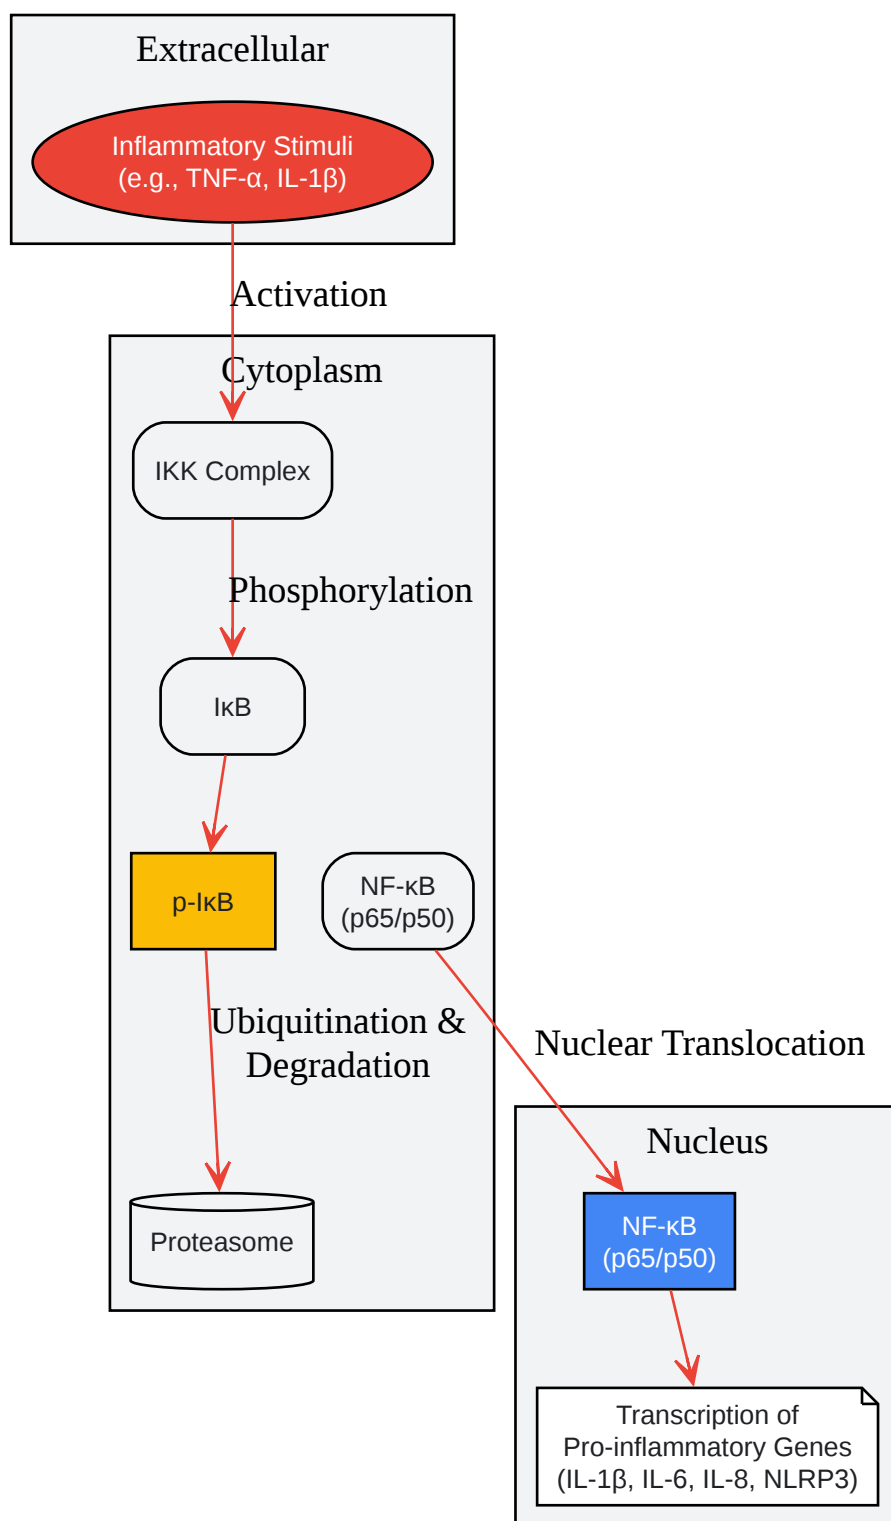 Extracellular
Inflammatory Stimuli
(e.g., TNF-α, IL-1β)
Activation
Cytoplasm
IKK Complex
Phosphorylation
IκB
p-IκB
NF-κB
(p65/p50)
Ubiquitination &
Degradation
Nuclear Translocation
Proteasome
Nucleus
NF-κB
(p65/p50)
Transcription of
Pro-inflammatory Genes
(IL-1β, IL-6, IL-8, NLRP3)